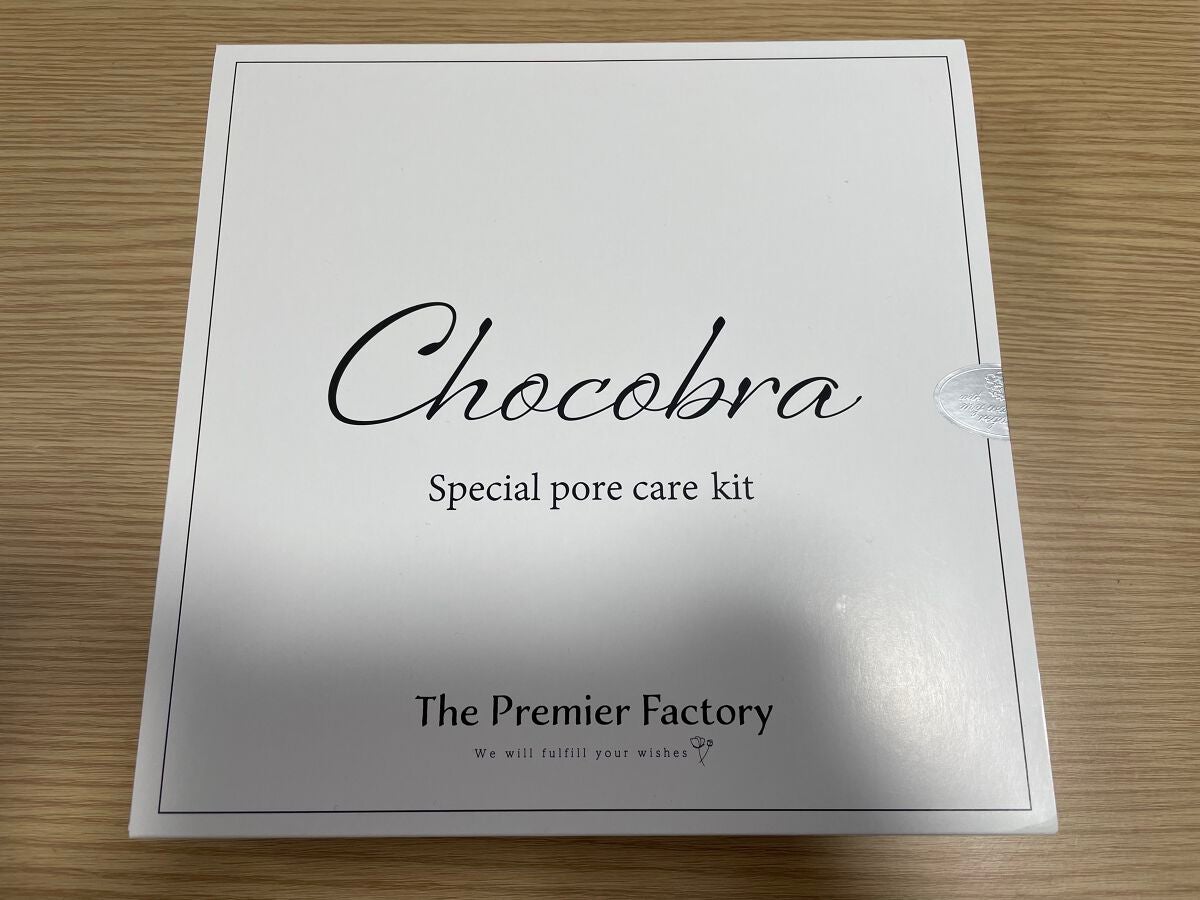 Chocobra
Special pore care kit
The Premier Factory
We will fulfill your wishes